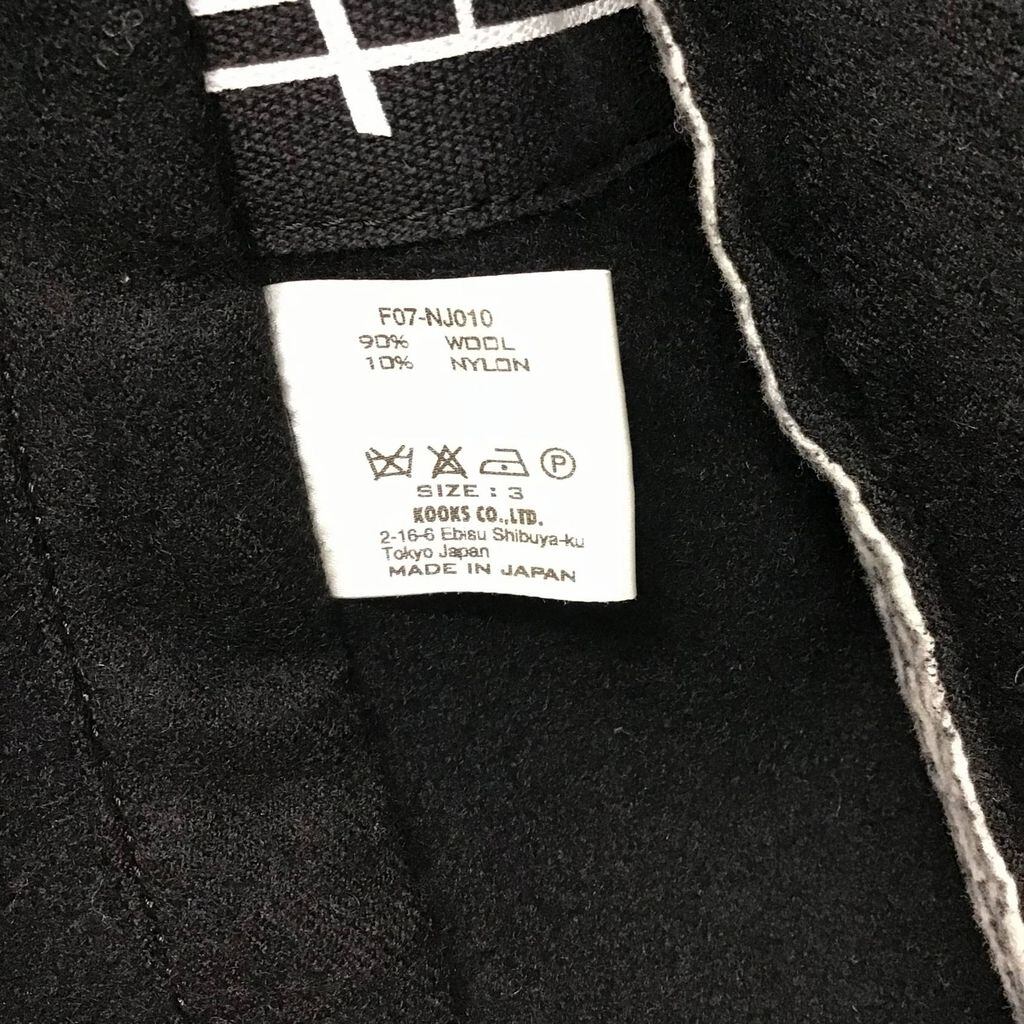 F07-NJ010
90% WOOL
10% NYLON
P
SIZE : 3
KOOKS CO.,LTD.
2-16-6 Ebisu Shibuya-ku
Tokyo Japan
MADE IN JAPAN